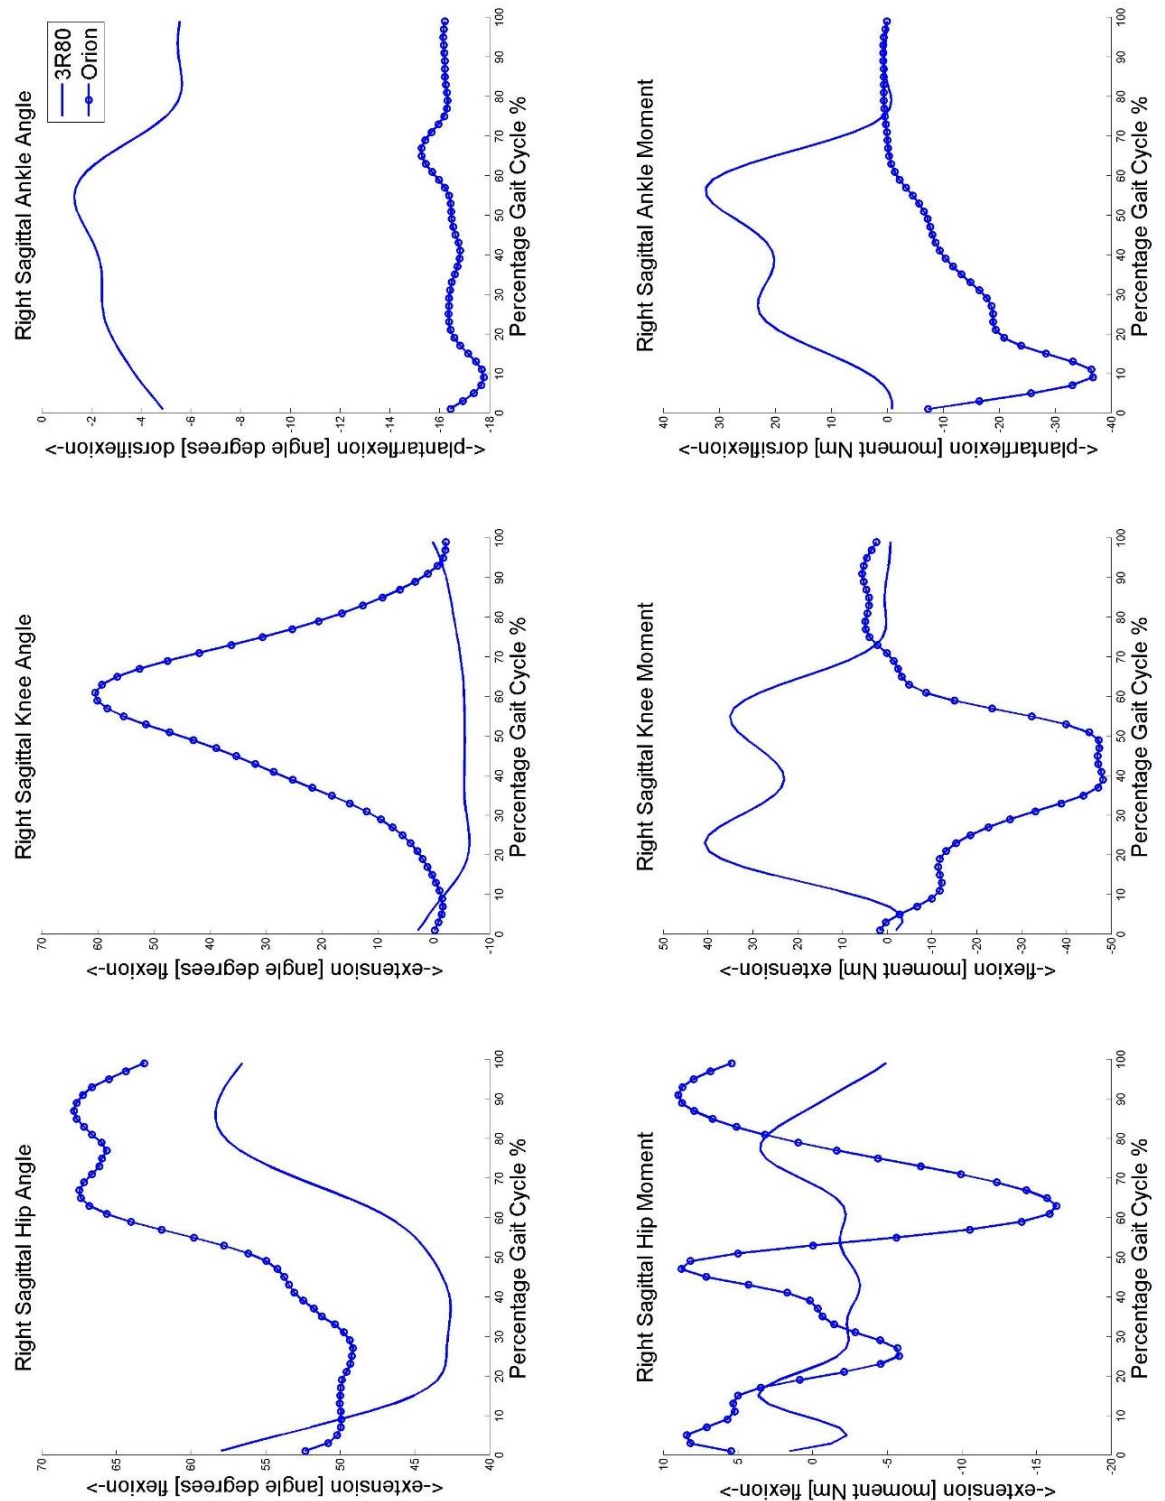 Right Sagittal Hip Angle
<-extension [angle degrees] flexion->
70
65
60
55
50
45
40
0 10 20 30 40 50 60 70 80 90 100
Percentage Gait Cycle %
Right Sagittal Knee Angle
<-extension [angle degrees] flexion->
70
60
50
40
30
20
10
0
-10
0 10 20 30 40 50 60 70 80 90 100
Percentage Gait Cycle %
Right Sagittal Ankle Angle
3R80
Orion
<-plantarflexion [angle degrees] dorsiflexion->
0
-2
-4
-6
-8
-10
-12
-14
-16
-18
0 10 20 30 40 50 60 70 80 90 100
Percentage Gait Cycle %
Right Sagittal Hip Moment
<-extension [moment Nm] flexion->
10
5
0
-5
-10
-15
-20
0 10 20 30 40 50 60 70 80 90 100
Percentage Gait Cycle %
Right Sagittal Knee Moment
<-flexion [moment Nm] extension->
50
40
30
20
10
0
-10
-20
-30
-40
-50
0 10 20 30 40 50 60 70 80 90 100
Percentage Gait Cycle %
Right Sagittal Ankle Moment
<-plantarflexion [moment Nm] dorsiflexion->
40
30
20
10
0
-10
-20
-30
-40
0 10 20 30 40 50 60 70 80 90 100
Percentage Gait Cycle %